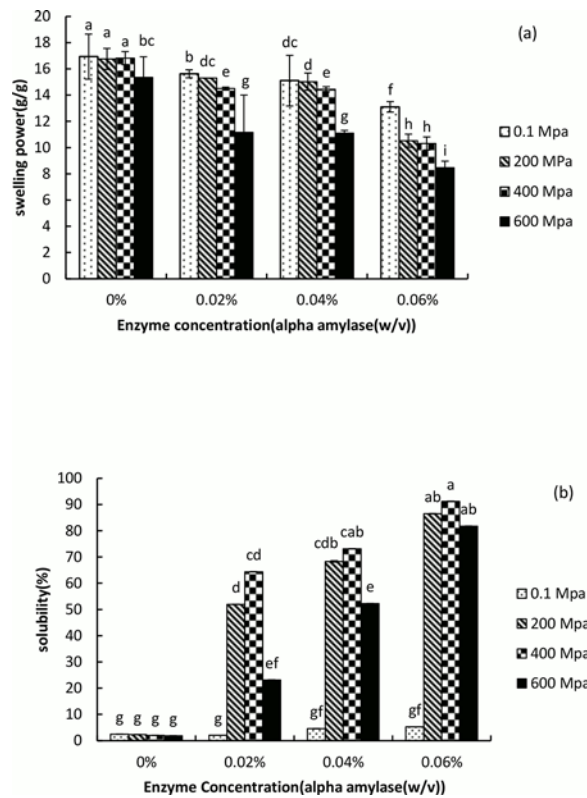 (a)
20
18
16
14
12
10
8
6
4
2
0
swelling power(g/g)
a a a bc
b dc e g
dc d e g
f h h i
0.1 Mpa
200 MPa
400 Mpa
600 Mpa
0% 0.02% 0.04% 0.06%
Enzyme concentration(alpha amylase(w/v))
(b)
100
90
80
70
60
50
40
30
20
10
0
solubility(%)
g g g g
g d cd ef
gf cdb cab e
gf ab a ab
0.1 Mpa
200 Mpa
400 Mpa
600 Mpa
0% 0.02% 0.04% 0.06%
Enzyme Concentration(alpha amylase(w/v))